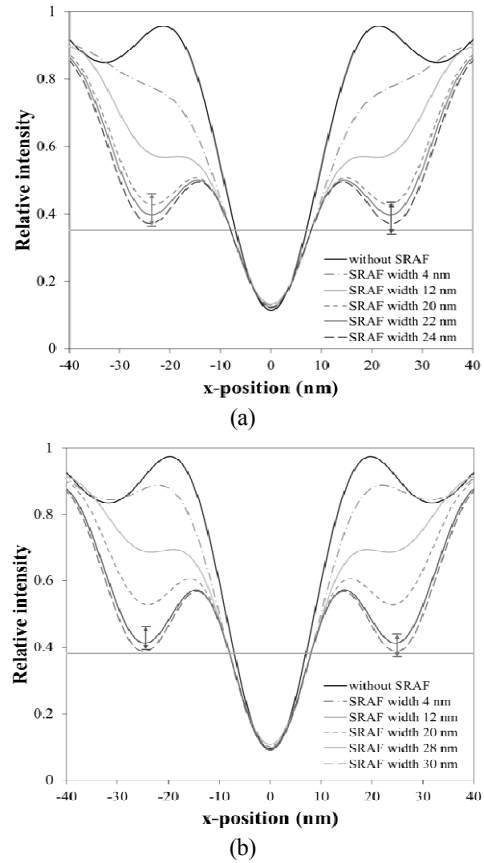 Relative intensity
1
0.8
0.6
0.4
0.2
0
without SRAF
SRAF width 4 nm
SRAF width 12 nm
SRAF width 20 nm
SRAF width 22 nm
SRAF width 24 nm
-40 -30 -20 -10 0 10 20 30 40
x-position (nm)
(a)
Relative intensity
1
0.8
0.6
0.4
0.2
0
without SRAF
SRAF width 4 nm
SRAF width 12 nm
SRAF width 20 nm
SRAF width 28 nm
SRAF width 30 nm
-40 -30 -20 -10 0 10 20 30 40
x-position (nm)
(b)